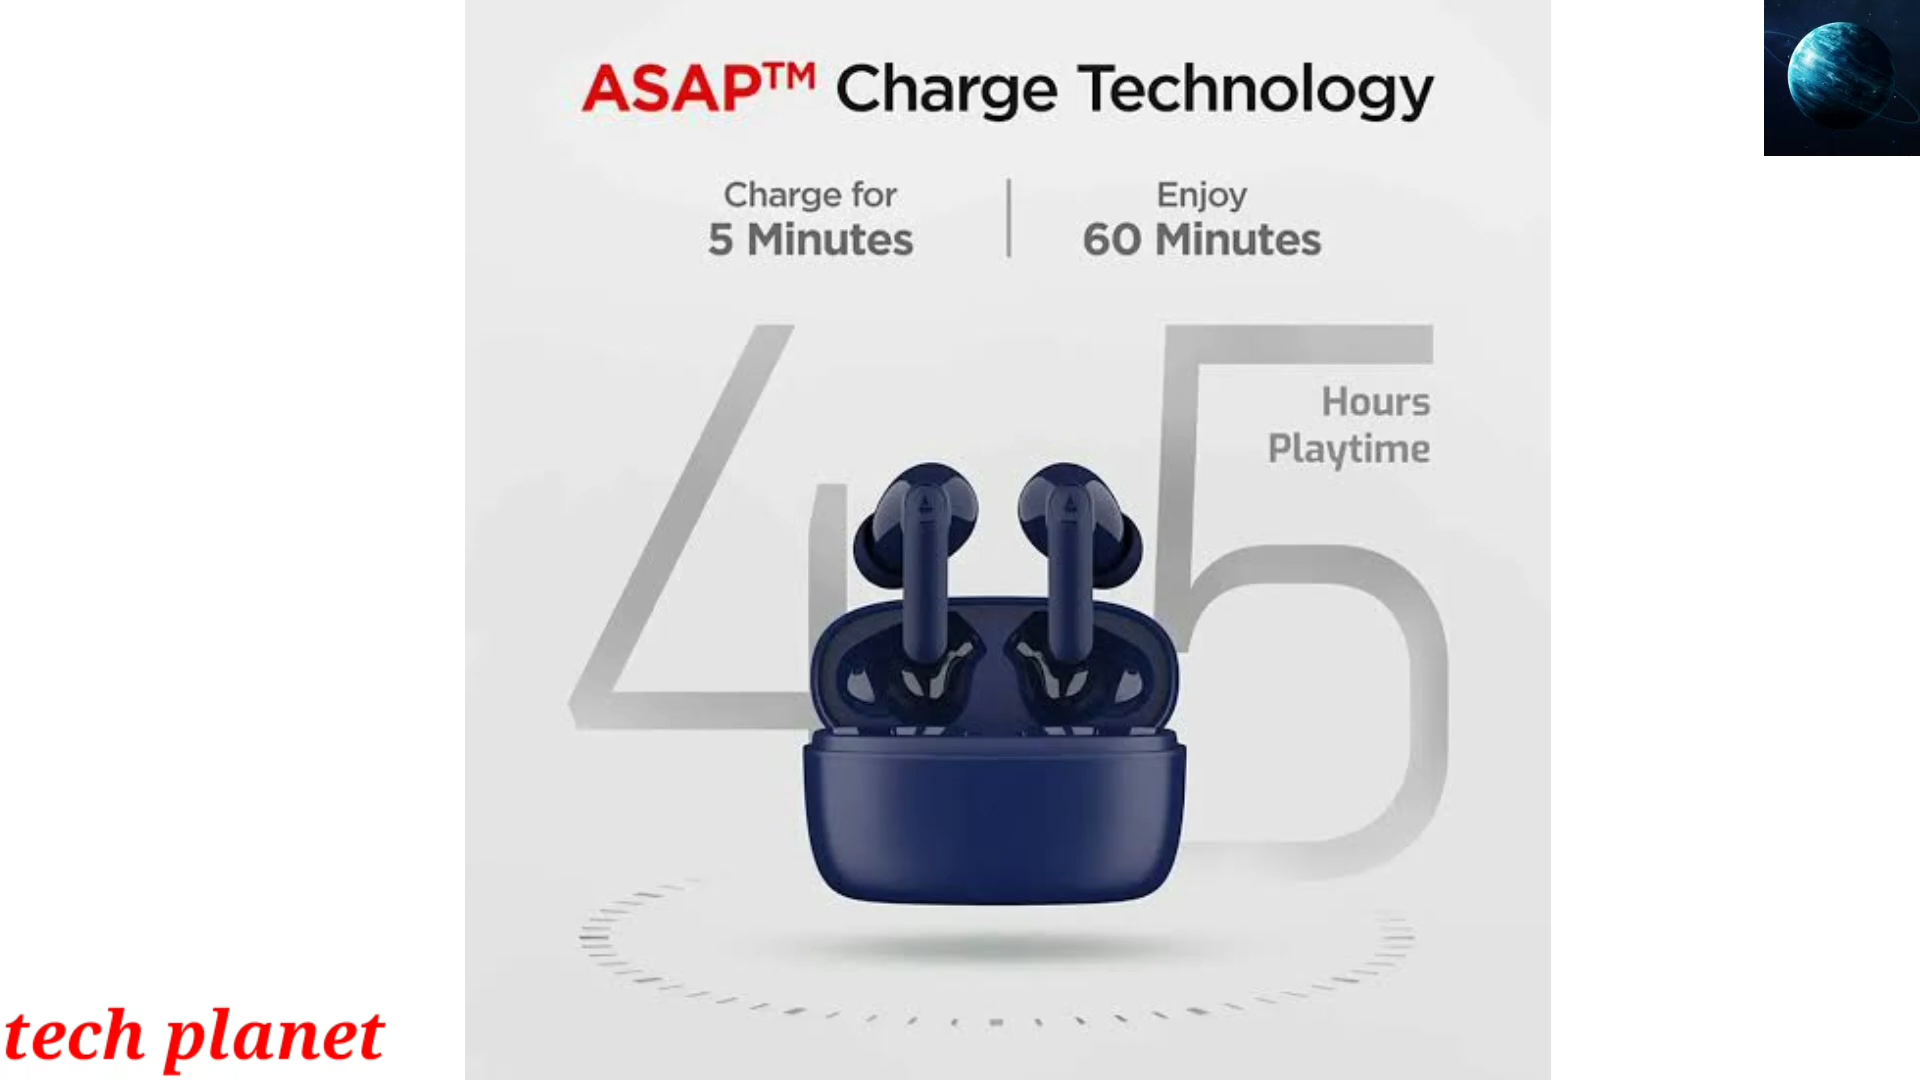 ASAP™ Charge Technology
Charge for
5 Minutes
Enjoy
60 Minutes
45
Hours
Playtime
tech planet